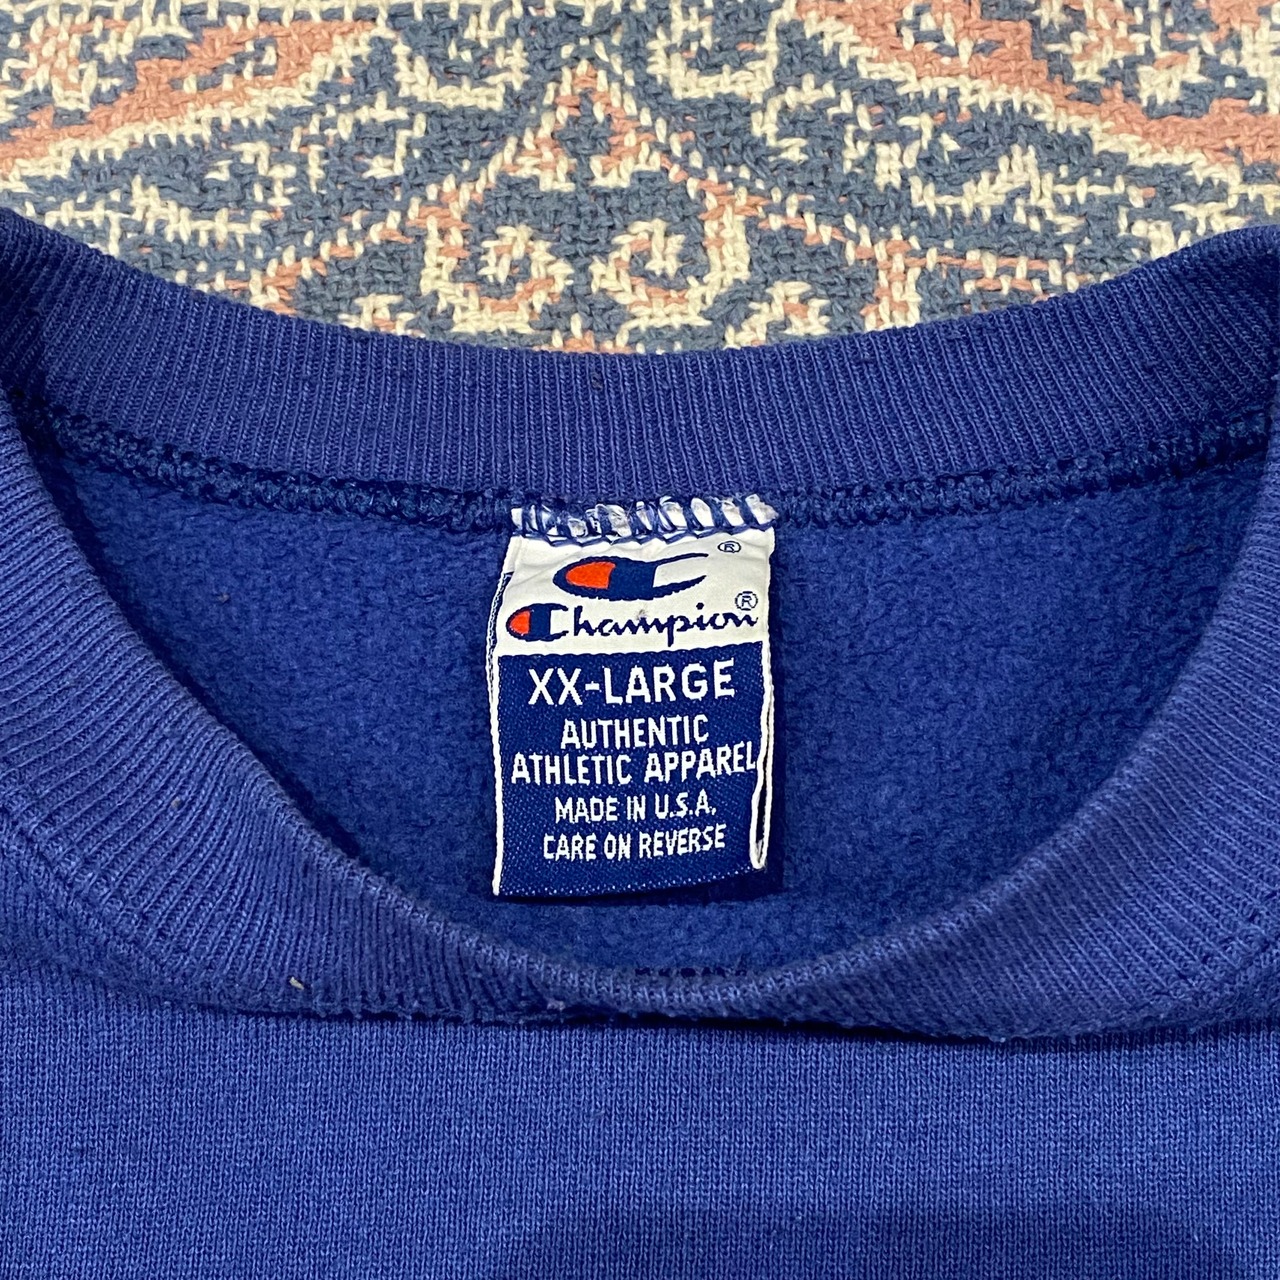 ®
Champion®
XX-LARGE
AUTHENTIC
ATHLETIC APPAREL
MADE IN U.S.A.
CARE ON REVERSE